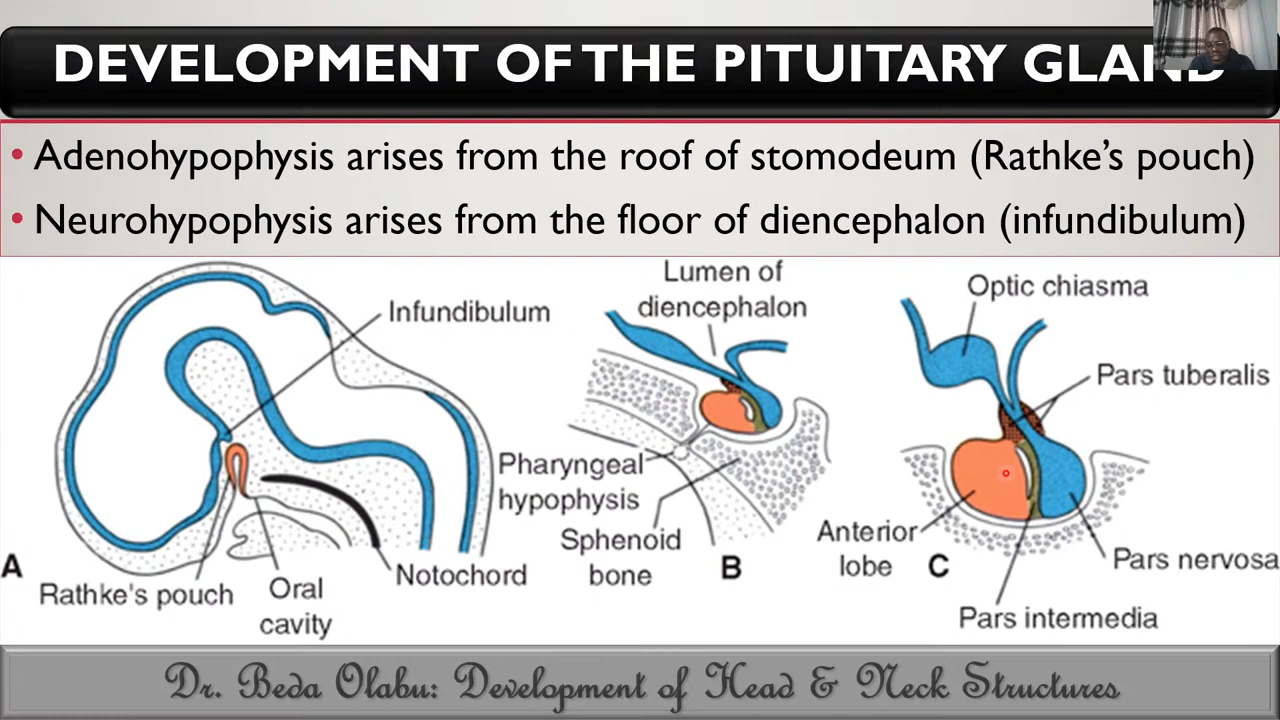 DEVELOPMENT OF THE PITUITARY GLAND
• Adenohypophysis arises from the roof of stomodeum (Rathke's pouch)
• Neurohypophysis arises from the floor of diencephalon (infundibulum)
Infundibulum
Rathke's pouch
Oral
cavity
Notochord
A
Lumen of
diencephalon
Pharyngeal
hypophysis
Sphenoid
bone
B
Optic chiasma
Pars tuberalis
Anterior
lobe
C
Pars nervosa
Pars intermedia
Dr. Beda Olabu: Development of Head & Neck Structures